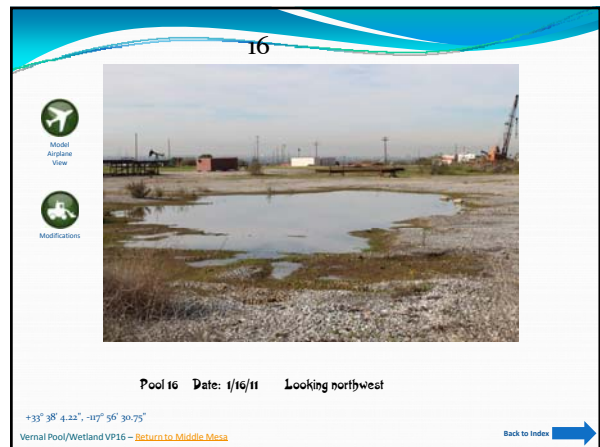 16
Model
Airplane
View
Modifications
Pool 16 Date: 1/16/11 Looking northwest
+33° 38' 4.22", -117° 56' 30.75"
Vernal Pool/Wetland VP16 – Return to Middle Mesa
Back to Index